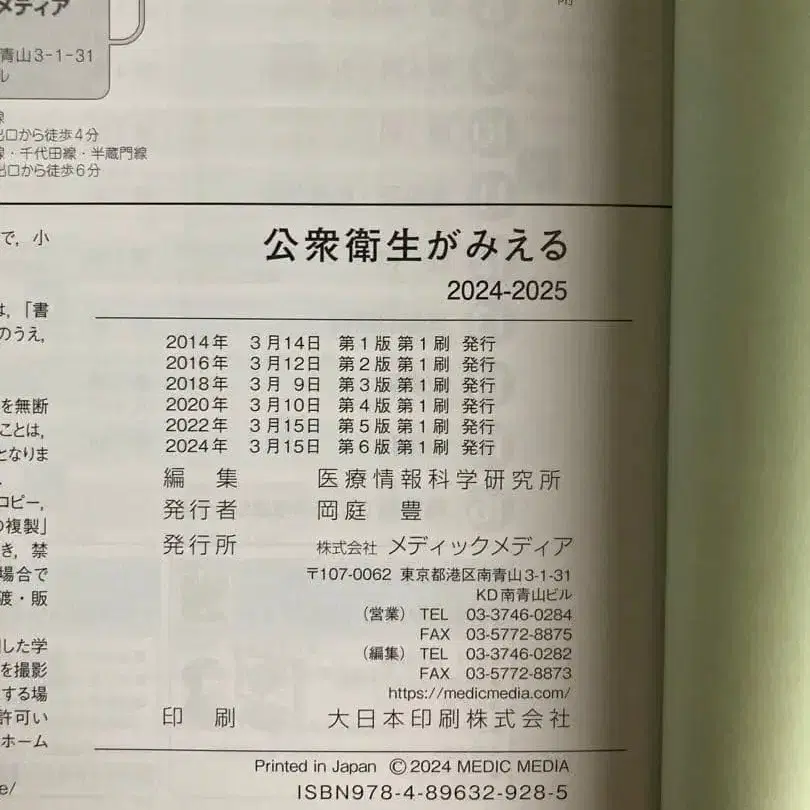 メディア
青山3-1-31
ル
線
出口から徒歩4分
線・千代田線・半蔵門線
出口から徒歩6分
で，小
は，「書
のうえ，
を無断
ことは，
となりま
コピー，
の複製」
き，禁
場合で
渡・販
した学
を撮影
する場
許可い
ホーム
e/
公衆衛生がみえる
2024-2025
2014年 3月14日 第1版 第1刷 発行
2016年 3月12日 第2版 第1刷 発行
2018年 3月 9日 第3版 第1刷 発行
2020年 3月10日 第4版 第1刷 発行
2022年 3月15日 第5版 第1刷 発行
2024年 3月15日 第6版 第1刷 発行
編 集 医療情報科学研究所
発行者 岡庭 豊
発行所 株式会社 メディックメディア
〒107-0062 東京都港区南青山3-1-31
KD南青山ビル
（営業） TEL 03-3746-0284
FAX 03-5772-8875
（編集） TEL 03-3746-0282
FAX 03-5772-8873
https://medicmedia.com/
印 刷 大日本印刷株式会社
Printed in Japan ©2024 MEDIC MEDIA
ISBN978-4-89632-928-5